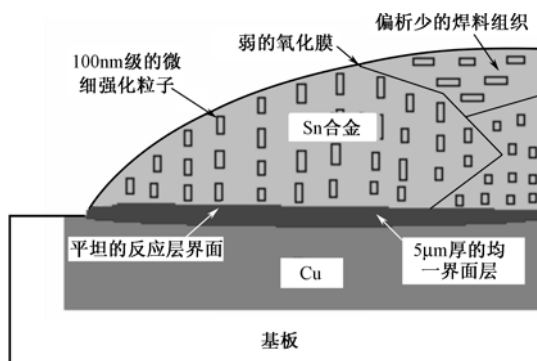 偏析少的焊料组织
弱的氧化膜
100nm级的微
细强化粒子
Sn合金
平坦的反应层界面
5μm厚的均
一界面层
Cu
基板